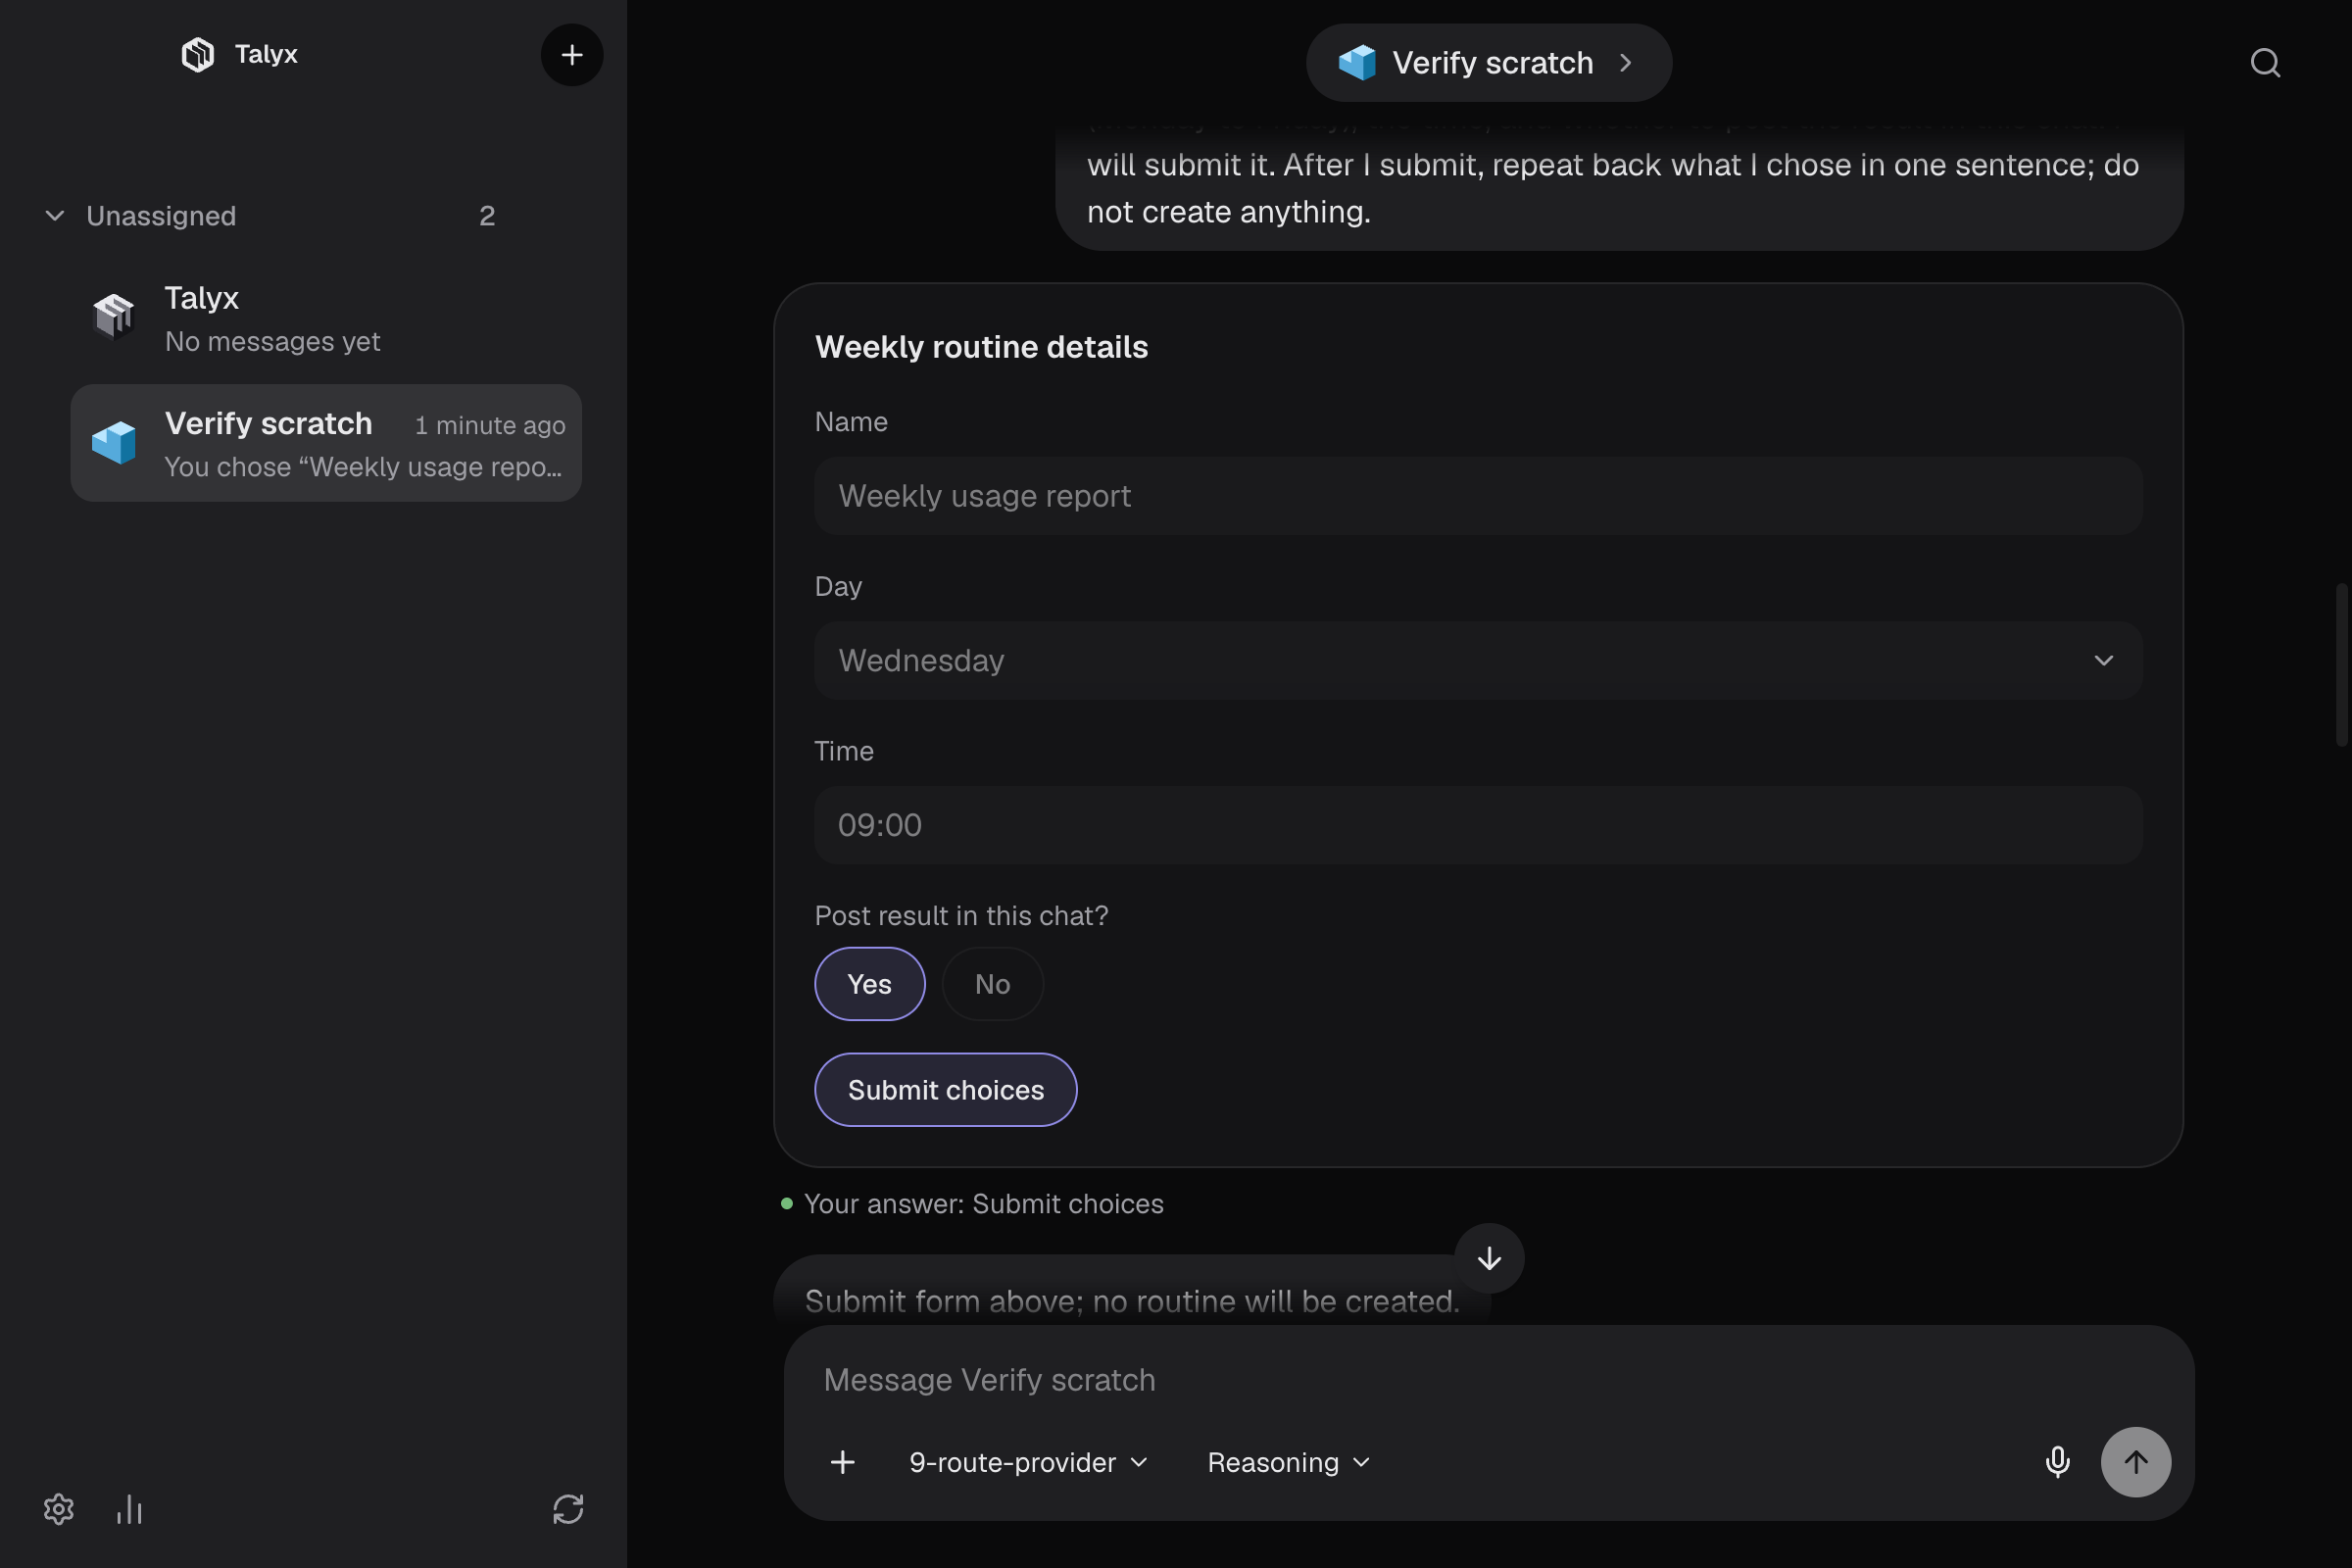 Talyx
Unassigned 2
Talyx
No messages yet
Verify scratch 1 minute ago
You chose “Weekly usage repo…
Verify scratch
will submit it. After I submit, repeat back what I chose in one sentence; do
not create anything.
Weekly routine details
Name
Weekly usage report
Day
Wednesday
Time
09:00
Post result in this chat?
Yes No
Submit choices
Your answer: Submit choices
Submit form above; no routine will be created.
Message Verify scratch
9-route-provider Reasoning